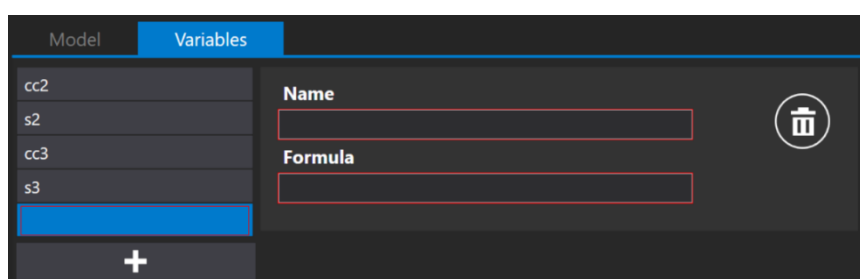 Model Variables
cc2
s2
cc3
s3
Name
Formula